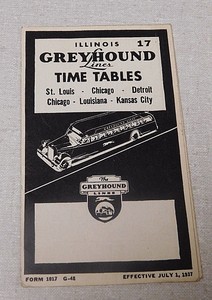 ILLINOIS 17
GREYHOUND
Lines
TIME TABLES
St. Louis - Chicago - Detroit
Chicago - Louisiana - Kansas City
The
GREYHOUND
LINES
FORM 1017 G-48 EFFECTIVE JULY 1, 1937